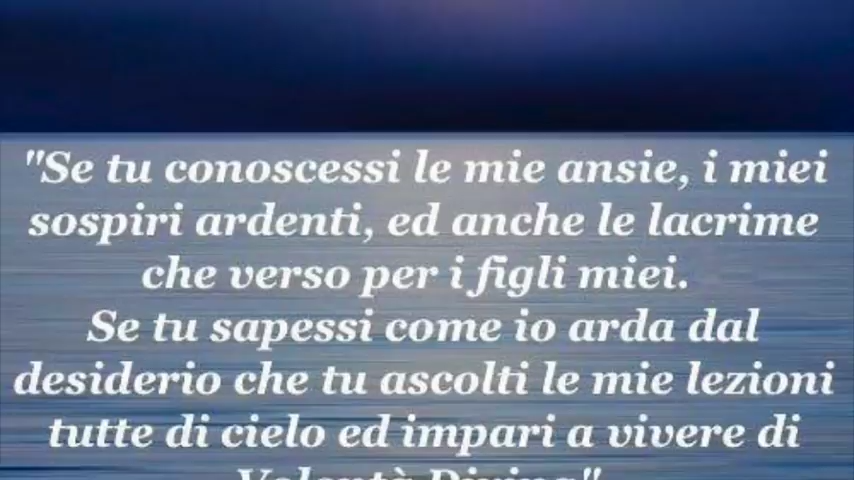 "Se tu conoscessi le mie ansie, i miei
sospiri ardenti, ed anche le lacrime
che verso per i figli miei.
Se tu sapessi come io arda dal
desiderio che tu ascolti le mie lezioni
tutte di cielo ed impari a vivere di
Volontà Divina"